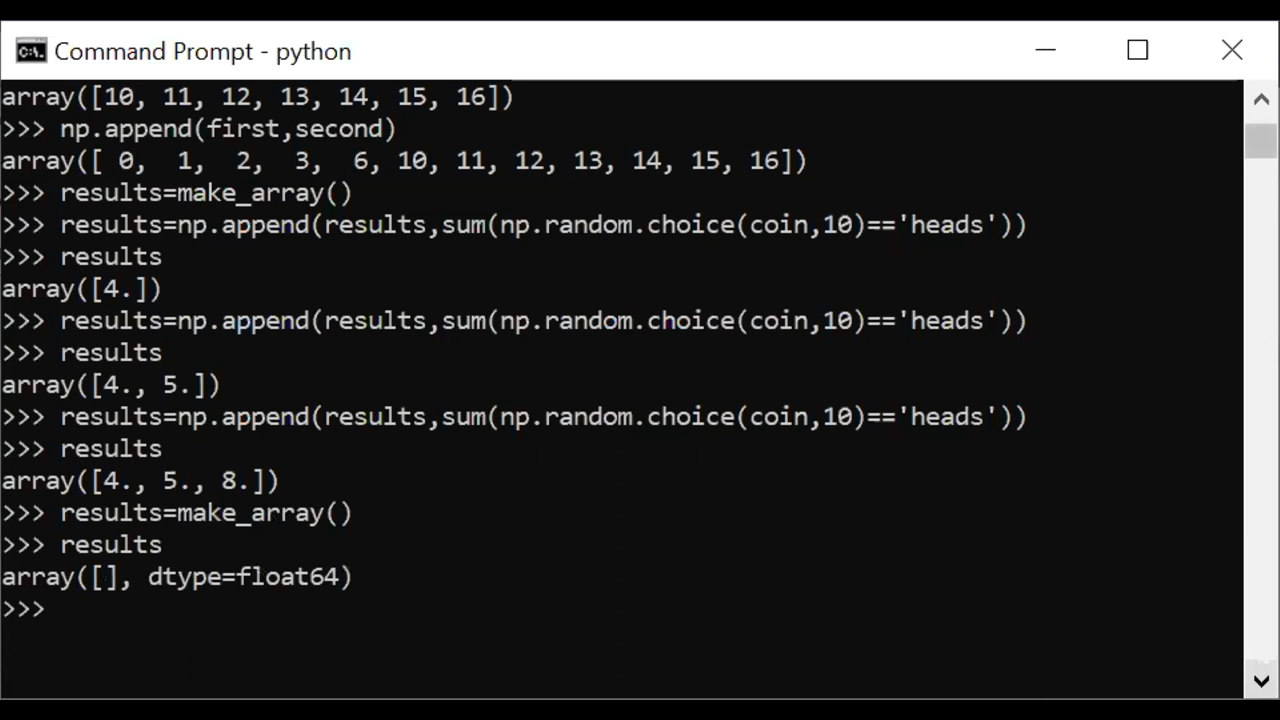 Command Prompt - python
array([10, 11, 12, 13, 14, 15, 16])
>>> np.append(first,second)
array([ 0,  1,  2,  3,  6, 10, 11, 12, 13, 14, 15, 16])
>>> results=make_array()
>>> results=np.append(results,sum(np.random.choice(coin,10)=='heads'))
>>> results
array([4.])
>>> results=np.append(results,sum(np.random.choice(coin,10)=='heads'))
>>> results
array([4., 5.])
>>> results=np.append(results,sum(np.random.choice(coin,10)=='heads'))
>>> results
array([4., 5., 8.])
>>> results=make_array()
>>> results
array([], dtype=float64)
>>>